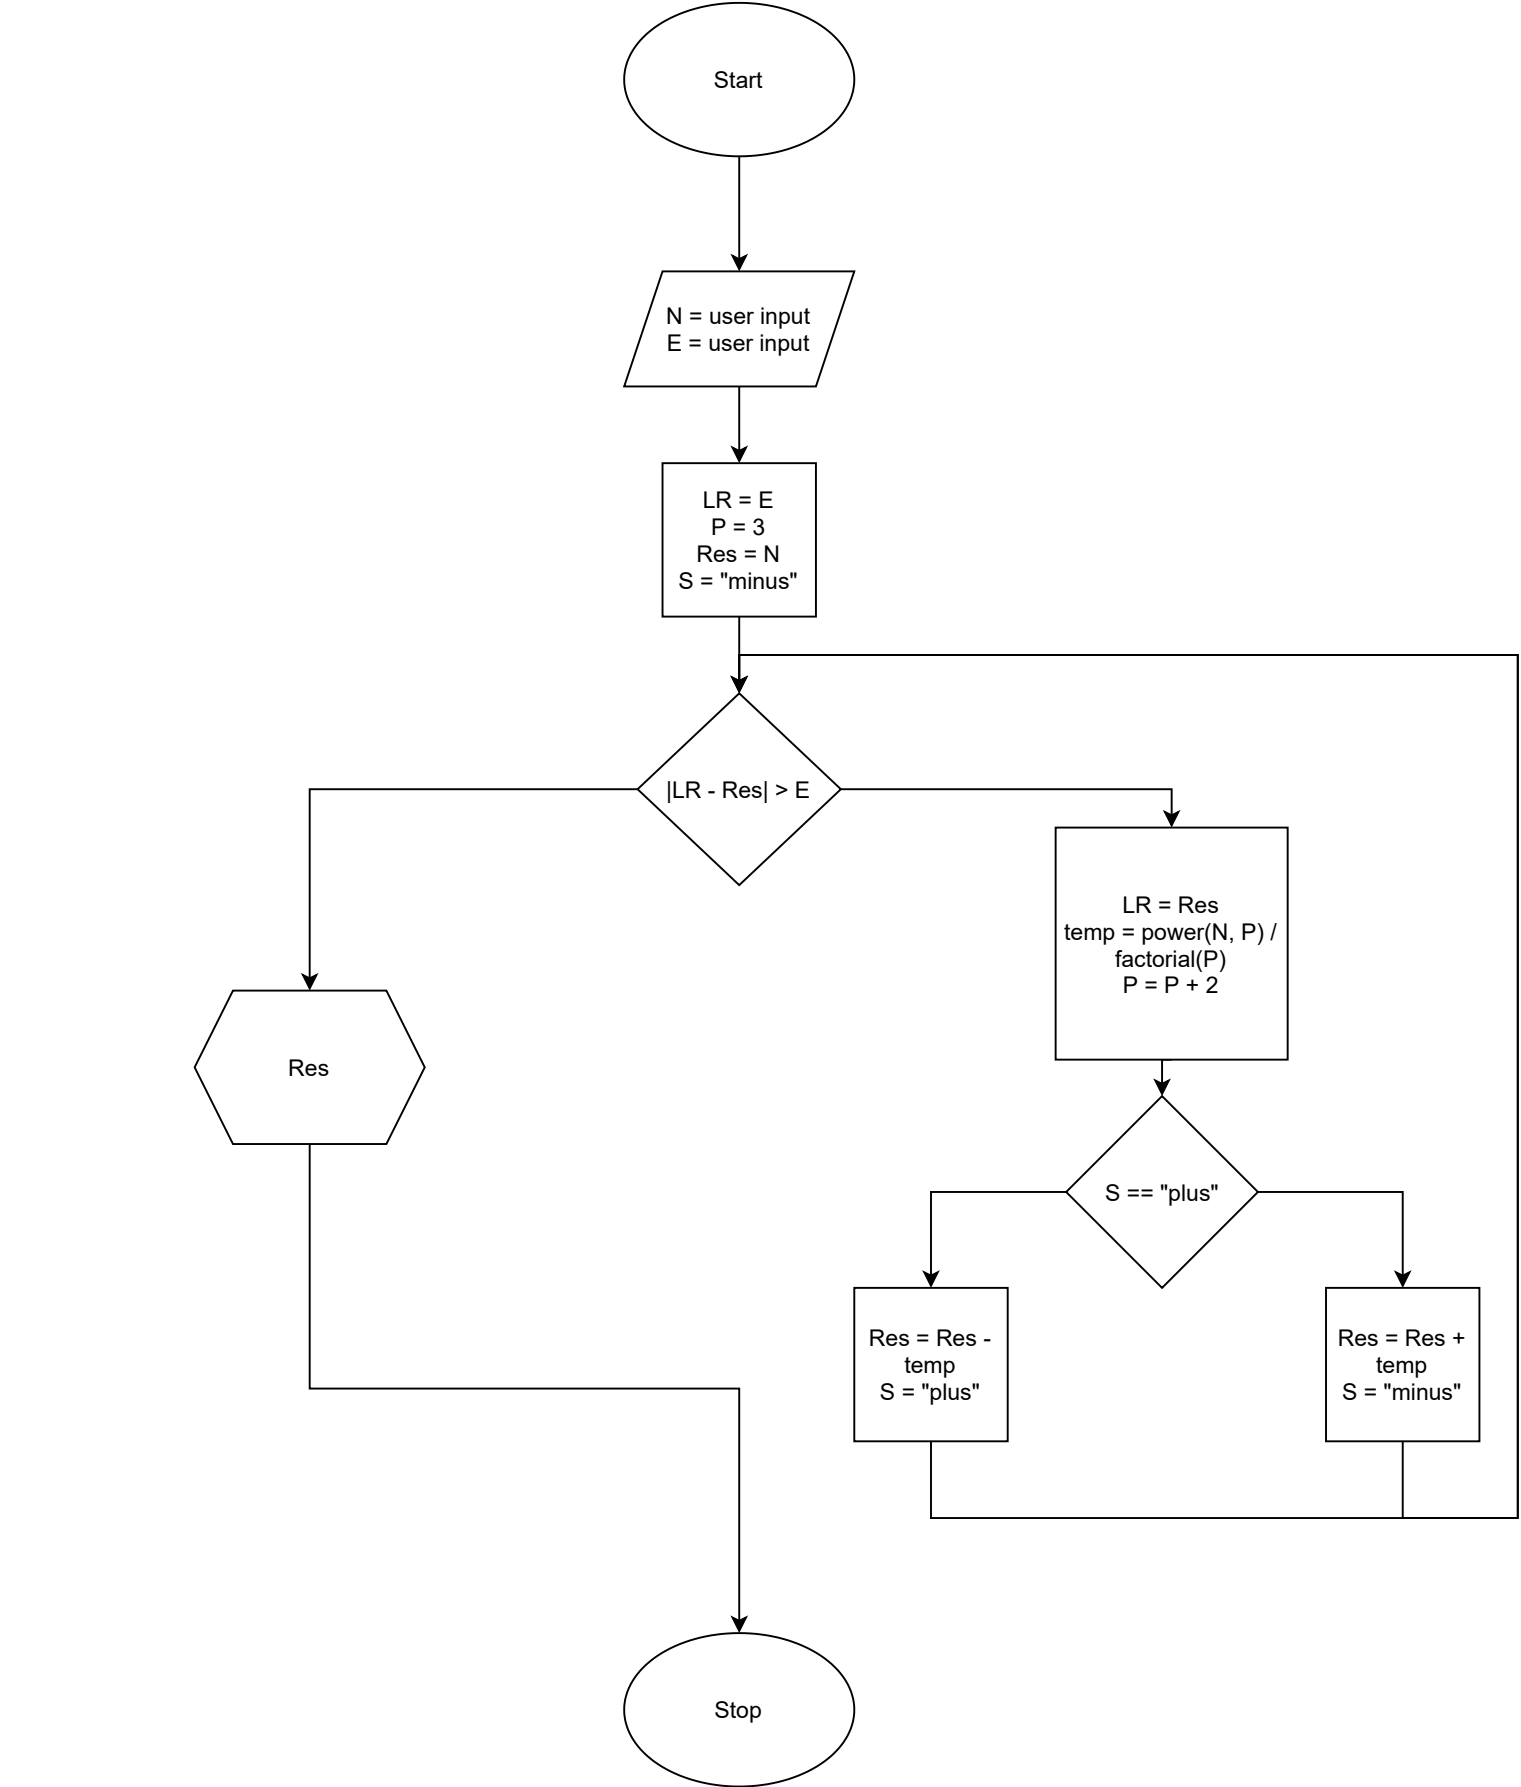 Start
N = user input
E = user input
LR = E
P = 3
Res = N
S = "minus"
|LR - Res| > E
LR = Res
temp = power(N, P) /
factorial(P)
P = P + 2
Res
S == "plus"
Res = Res -
temp
S = "plus"
Res = Res +
temp
S = "minus"
Stop